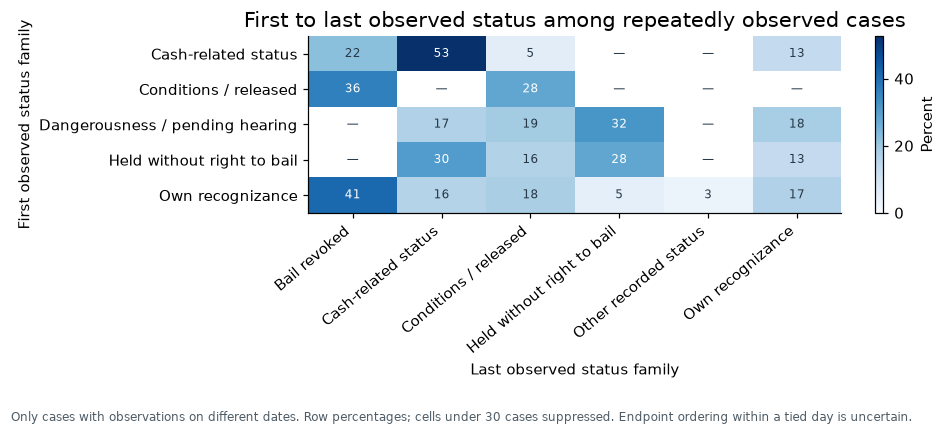 First to last observed status among repeatedly observed cases
First observed status family
Cash-related status 22 53 5 — — 13
Conditions / released 36 — 28 — — —
Dangerousness / pending hearing — 17 19 32 — 18
Held without right to bail — 30 16 28 — 13
Own recognizance 41 16 18 5 3 17
Bail revoked
Cash-related status
Conditions / released
Held without right to bail
Other recorded status
Own recognizance
Last observed status family
40
20
0
Percent
Only cases with observations on different dates. Row percentages; cells under 30 cases suppressed. Endpoint ordering within a tied day is uncertain.